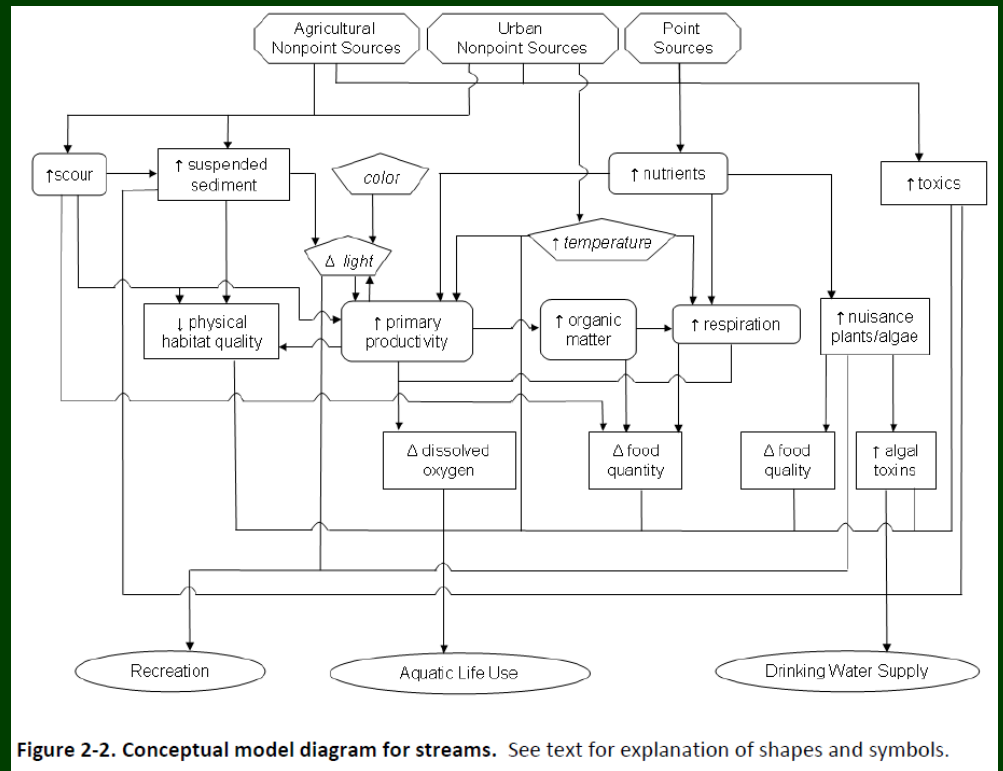 Agricultural
Nonpoint Sources
Urban
Nonpoint Sources
Point
Sources
↑scour
↑ suspended
sediment
color
↑ nutrients
↑ toxics
Δ light
↑ temperature
↓ physical
habitat quality
↑ primary
productivity
↑ organic
matter
↑ respiration
↑ nuisance
plants/algae
Δ dissolved
oxygen
Δ food
quantity
Δ food
quality
↑ algal
toxins
Recreation
Aquatic Life Use
Drinking Water Supply
Figure 2-2. Conceptual model diagram for streams. See text for explanation of shapes and symbols.